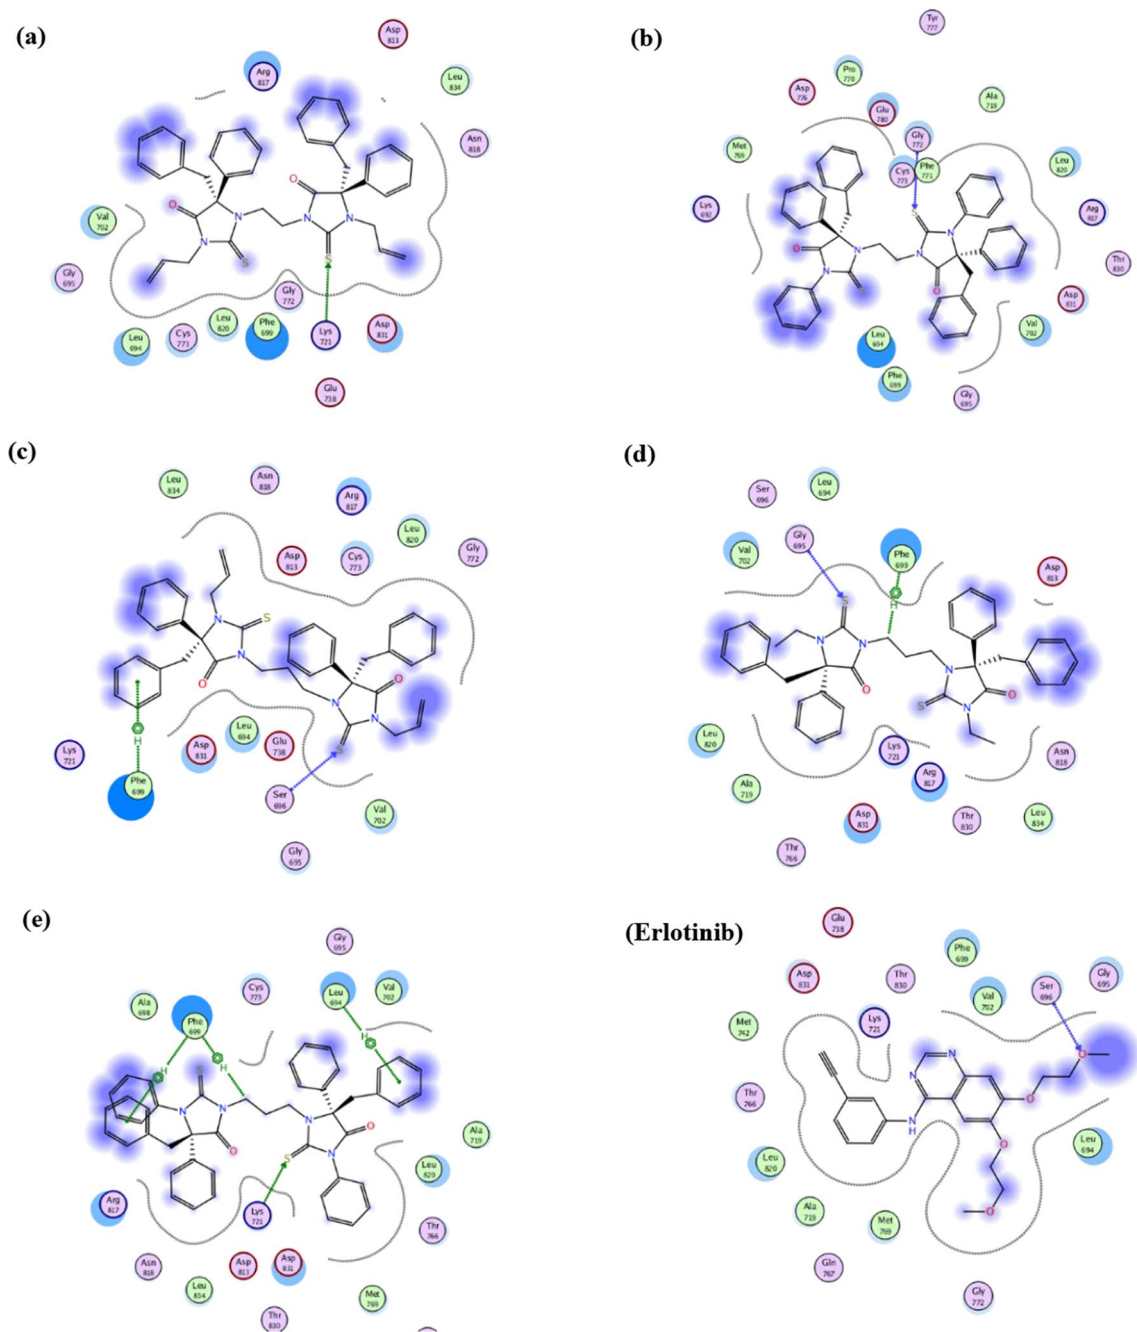 (a)
Asp
813
Arg
817
Leu
834
Asn
818
O
O
N
N
N
N
S
S
Val
702
Gly
695
Gly
772
Leu
694
Cys
773
Leu
820
Phe
699
Lys
721
Asp
831
Glu
738
(b)
Tyr
777
Pro
770
Asp
776
Glu
780
Ala
719
Met
769
Gly
772
Cys
773
Phe
771
Leu
820
Lys
692
Arg
817
S
N
O
N
N
N
S
O
Thr
830
Asp
831
Val
702
Leu
694
Phe
699
Gly
695
(c)
Leu
834
Asn
818
Arg
817
Leu
820
Gly
772
Asp
813
Cys
773
N
S
N
O
N
O
N
S
H
Lys
721
Asp
831
Leu
694
Glu
738
Phe
699
Ser
696
Val
702
Gly
695
(d)
Ser
696
Leu
694
Gly
695
Val
702
Phe
699
Asp
813
H
S
N
N
O
N
S
N
O
Leu
820
Lys
721
Arg
817
Asn
818
Ala
719
Asp
831
Thr
830
Leu
834
Thr
766
(e)
Gly
695
Cys
773
Leu
694
Val
702
Ala
698
Phe
699
H
H
H
S
N
N
O
N
O
S
N
Ala
719
Leu
820
Arg
817
Lys
721
Thr
766
Asn
818
Leu
834
Asp
813
Asp
831
Met
769
Thr
830
(Erlotinib)
Glu
738
Phe
699
Asp
831
Thr
830
Ser
696
Gly
695
Lys
721
Val
702
Met
742
N
N
O
O
NH
O
O
Thr
766
Leu
820
Leu
694
Ala
719
Met
769
Gln
767
Gly
772